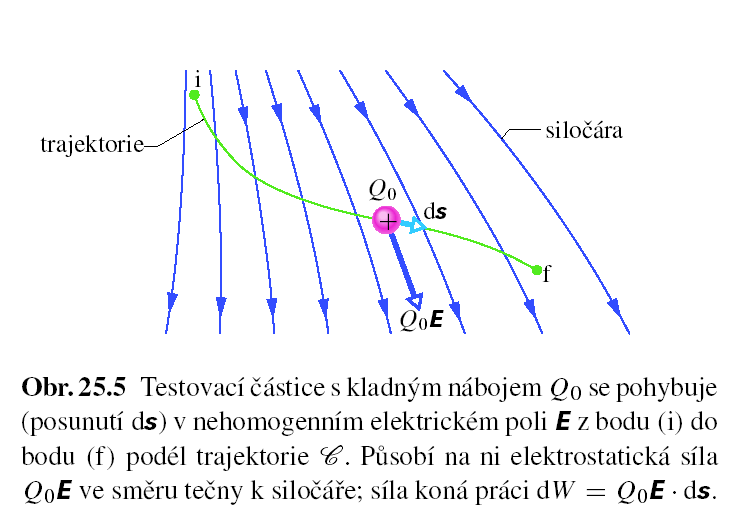 i
trajektorie
siločára
Q0
+
ds
f
Q0E
Obr. 25.5 Testovací částice s kladným nábojem Q0 se pohybuje
(posunutí ds) v nehomogenním elektrickém poli E z bodu (i) do
bodu (f) podél trajektorie 𝒞. Působí na ni elektrostatická síla
Q0E ve směru tečny k siločáře; síla koná práci dW = Q0E · ds.